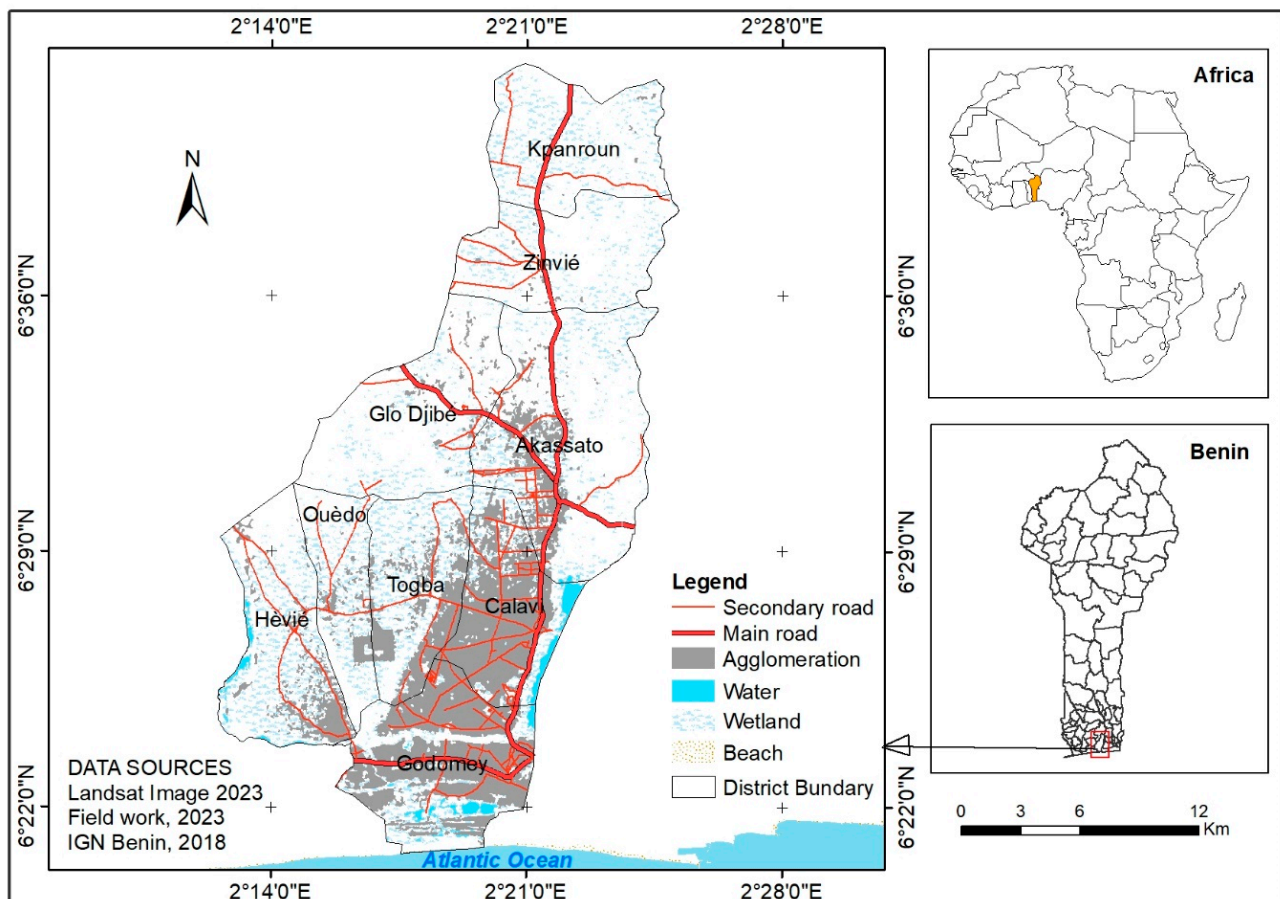 2°14'0"E
2°21'0"E
2°28'0"E
Africa
N
Kpanroun
Zinvié
6°36'0"N
6°36'0"N
Glo Djibé
Akassato
Benin
Ouèdo
6°29'0"N
6°29'0"N
Togba
Calavi
Hèvié
Legend
Secondary road
Main road
Agglomeration
Water
Wetland
Beach
District Bundary
Godomey
DATA SOURCES
Landsat Image 2023
Field work, 2023
IGN Benin, 2018
6°22'0"N
6°22'0"N
0 3 6 12
Km
Atlantic Ocean
2°14'0"E
2°21'0"E
2°28'0"E